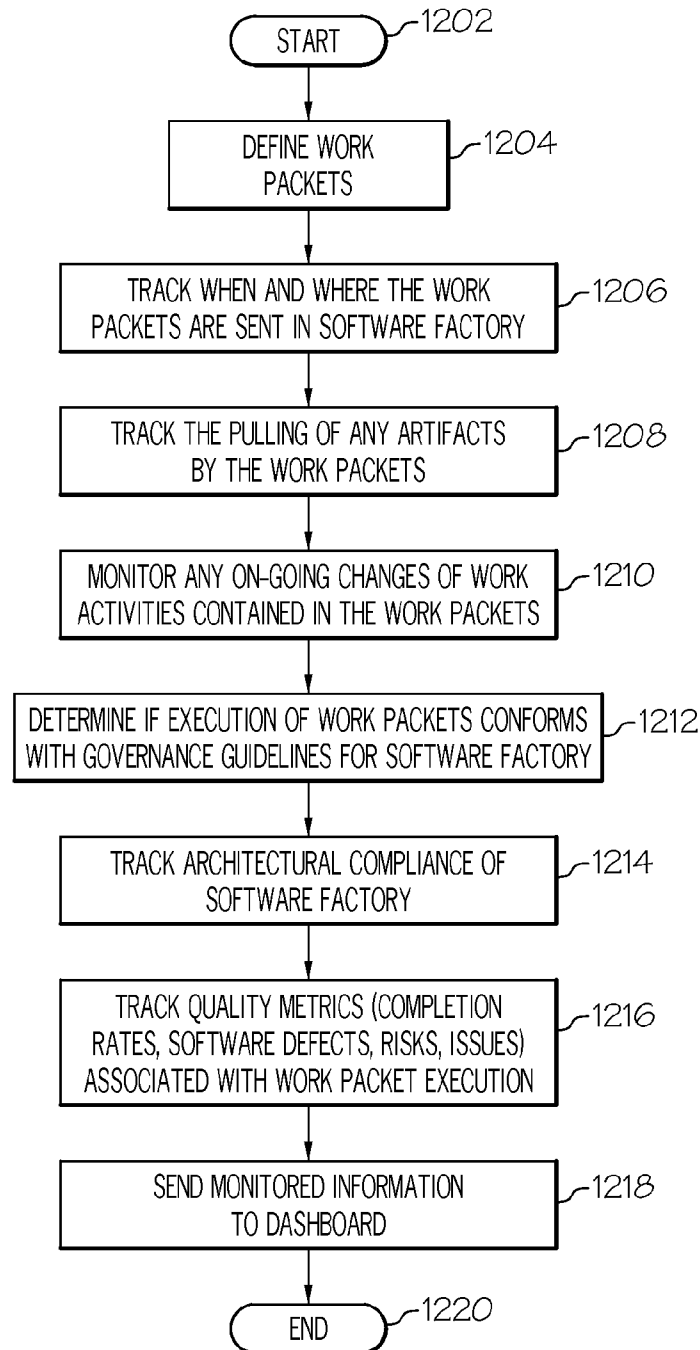 START
1202
DEFINE WORK
PACKETS
1204
TRACK WHEN AND WHERE THE WORK
PACKETS ARE SENT IN SOFTWARE FACTORY
1206
TRACK THE PULLING OF ANY ARTIFACTS
BY THE WORK PACKETS
1208
MONITOR ANY ON-GOING CHANGES OF WORK
ACTIVITIES CONTAINED IN THE WORK PACKETS
1210
DETERMINE IF EXECUTION OF WORK PACKETS CONFORMS
WITH GOVERNANCE GUIDELINES FOR SOFTWARE FACTORY
1212
TRACK ARCHITECTURAL COMPLIANCE OF
SOFTWARE FACTORY
1214
TRACK QUALITY METRICS (COMPLETION
RATES, SOFTWARE DEFECTS, RISKS, ISSUES)
ASSOCIATED WITH WORK PACKET EXECUTION
1216
SEND MONITORED INFORMATION
TO DASHBOARD
1218
END
1220